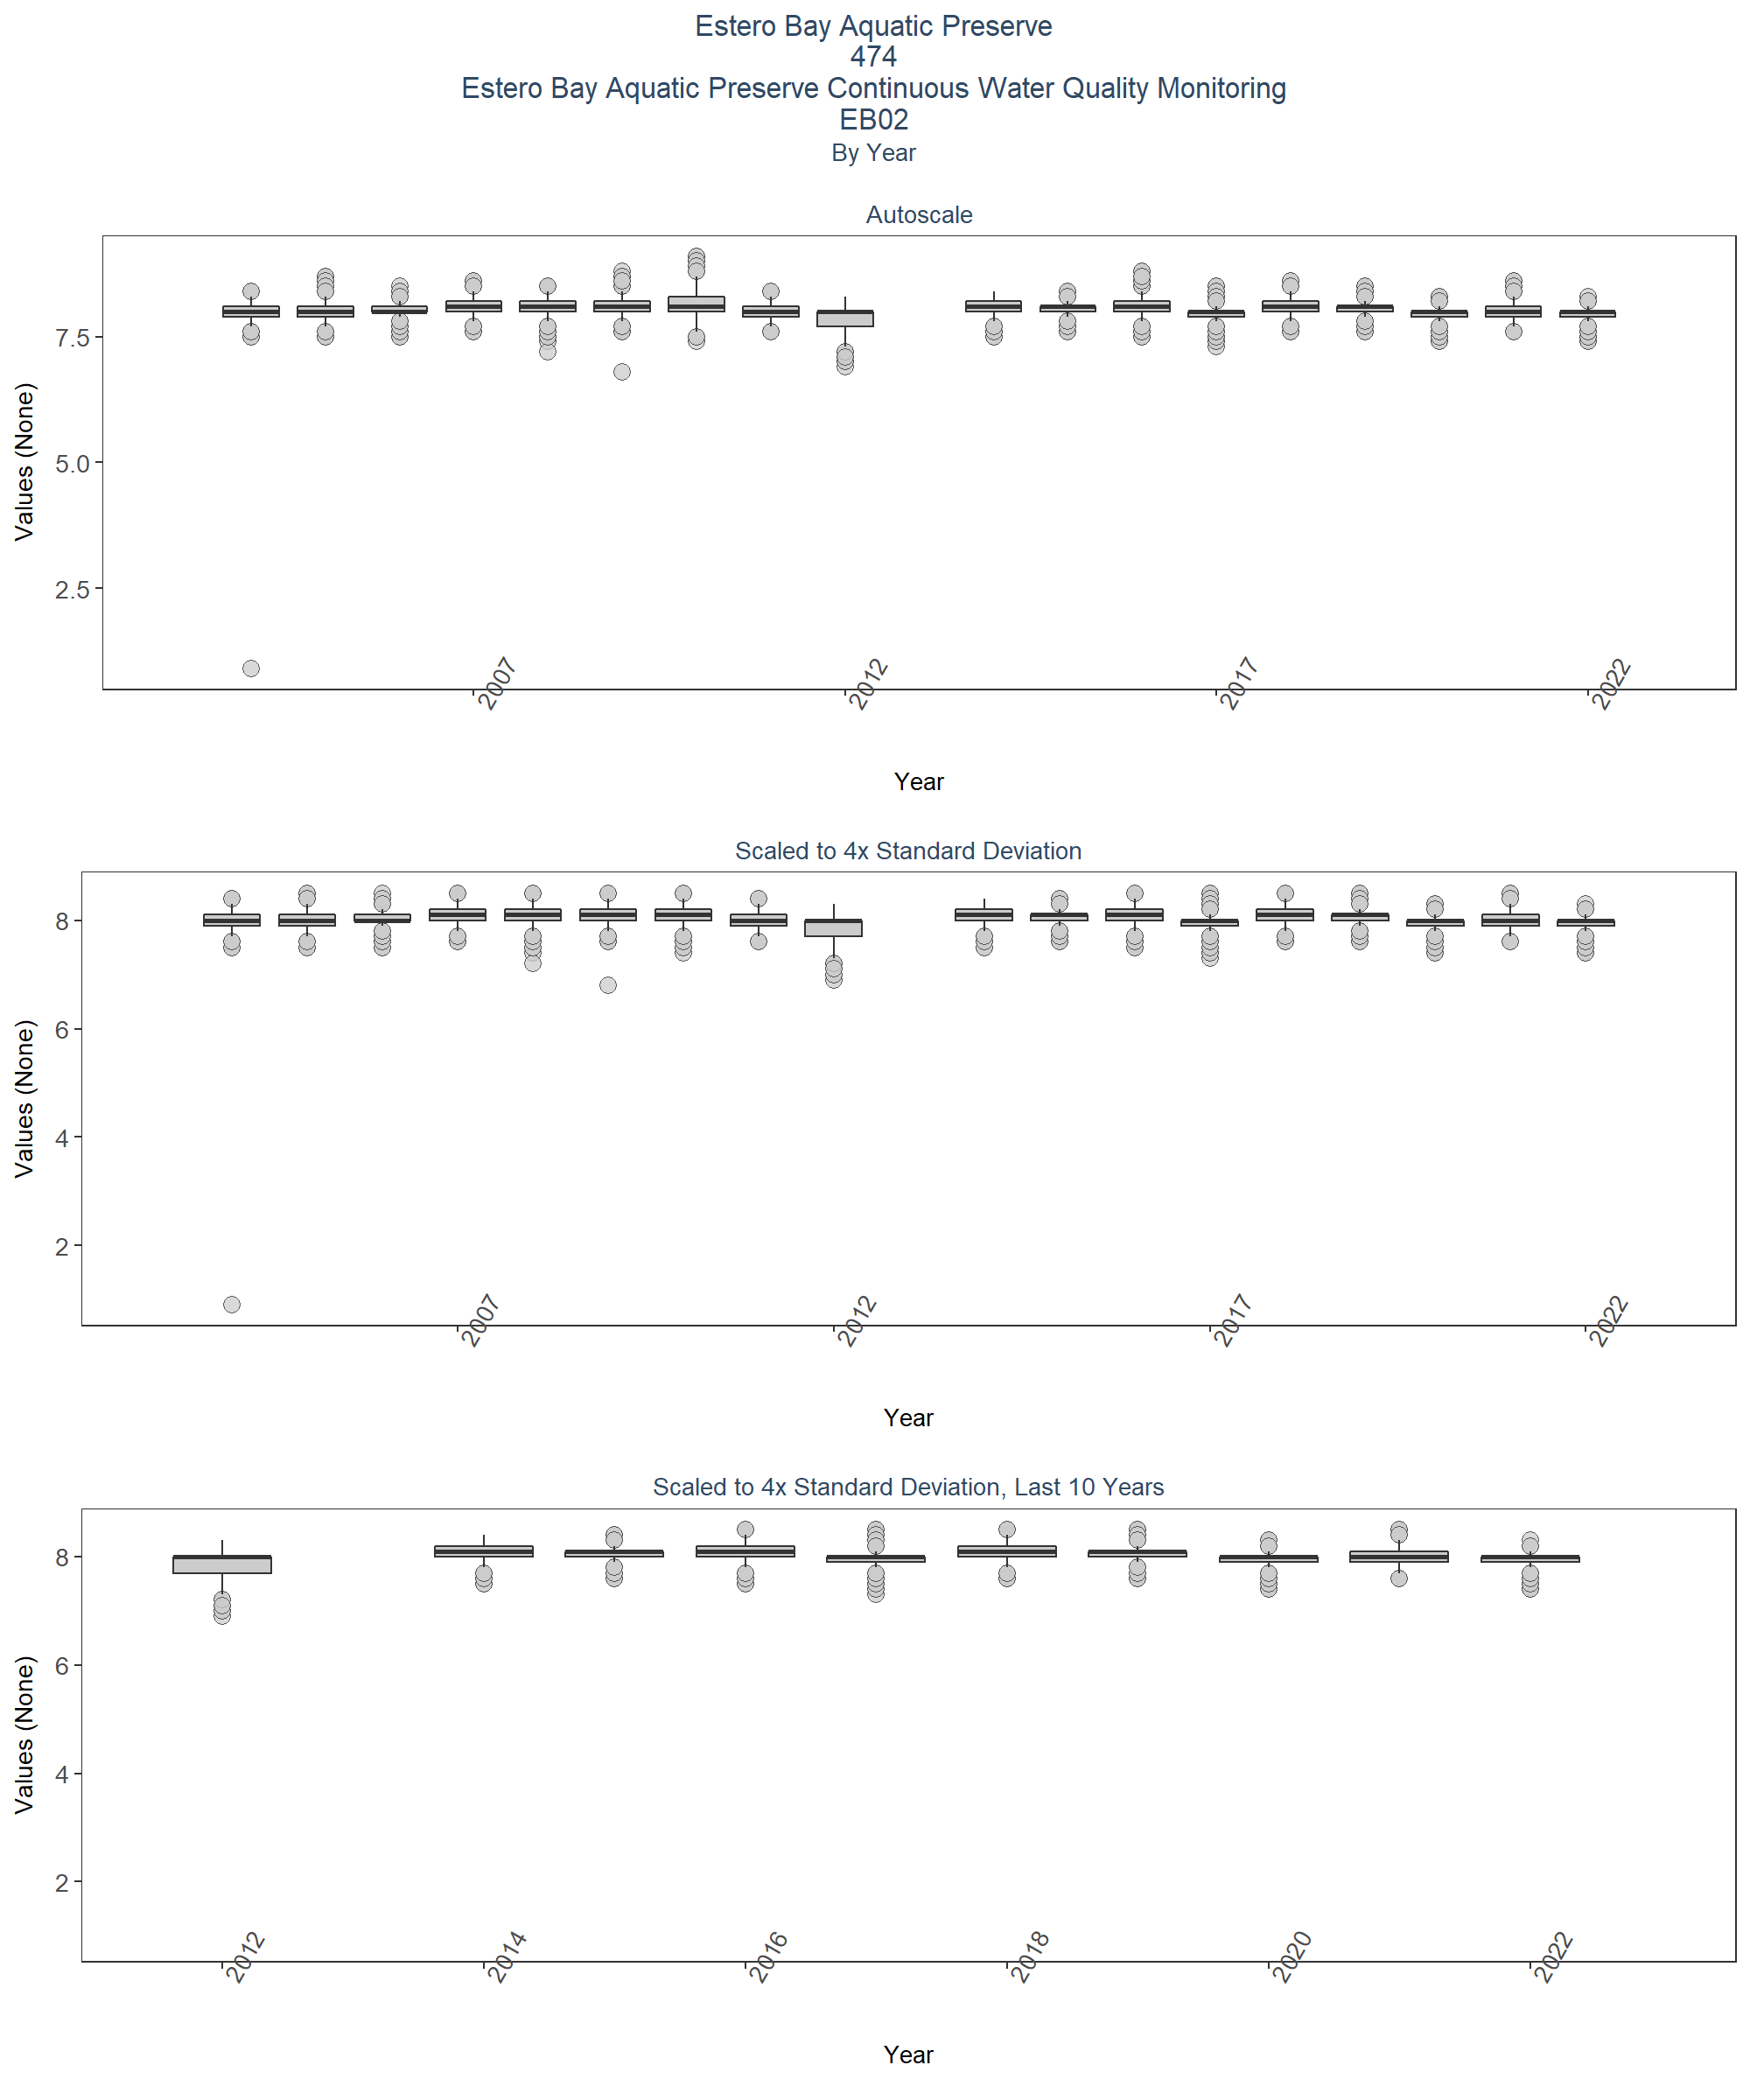 Estero Bay Aquatic Preserve
474
Estero Bay Aquatic Preserve Continuous Water Quality Monitoring
EB02
By Year
Autoscale
Values (None)
7.5
5.0
2.5
2007
2012
2017
2022
Year
Scaled to 4x Standard Deviation
Values (None)
8
6
4
2
2007
2012
2017
2022
Year
Scaled to 4x Standard Deviation, Last 10 Years
Values (None)
8
6
4
2
2012
2014
2016
2018
2020
2022
Year